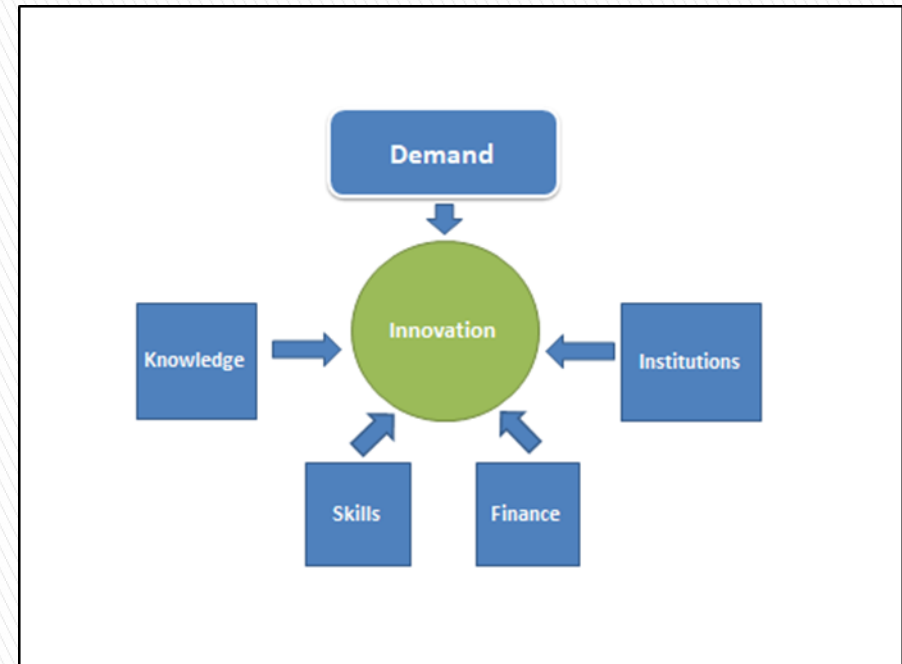 Demand
Innovation
Knowledge
Institutions
Skills
Finance